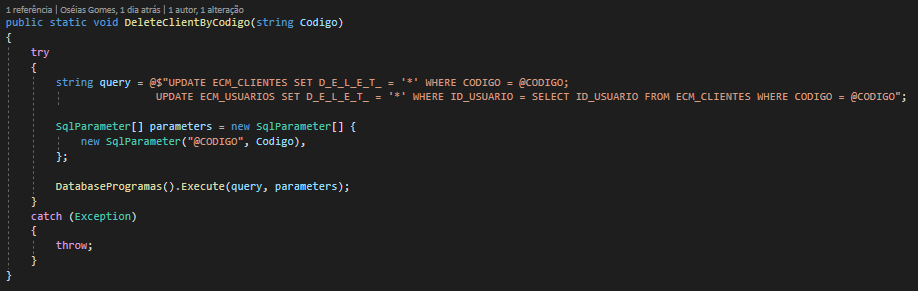 1 referência | Oséias Gomes, 1 dia atrás | 1 autor, 1 alteração
public static void DeleteClientByCodigo(string Codigo)
{
try
{
string query = @$"UPDATE ECM_CLIENTES SET D_E_L_E_T_ = '*' WHERE CODIGO = @CODIGO;
UPDATE ECM_USUARIOS SET D_E_L_E_T_ = '*' WHERE ID_USUARIO = SELECT ID_USUARIO FROM ECM_CLIENTES WHERE CODIGO = @CODIGO";
SqlParameter[] parameters = new SqlParameter[] {
new SqlParameter("@CODIGO", Codigo),
};
DatabaseProgramas().Execute(query, parameters);
}
catch (Exception)
{
throw;
}
}